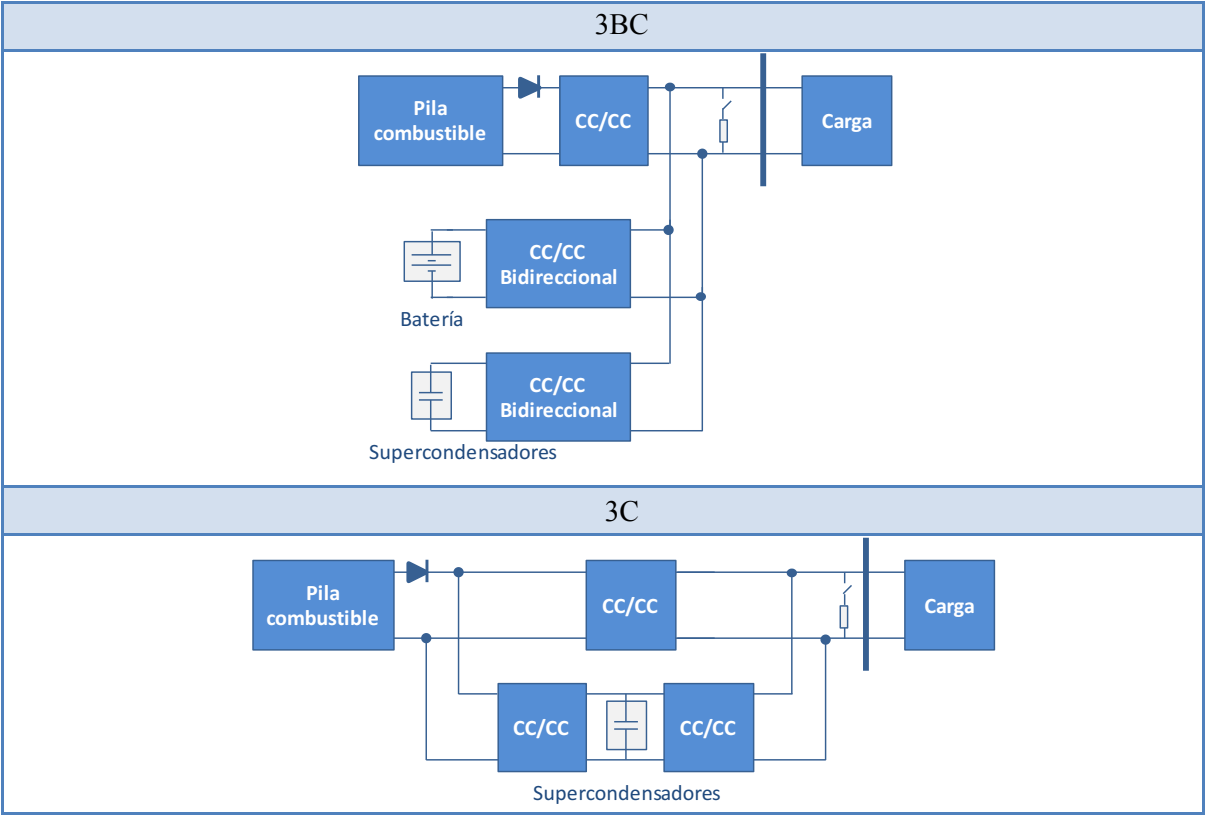 3BC
Pila
combustible
CC/CC
Carga
CC/CC
Bidireccional
Batería
CC/CC
Bidireccional
Supercondensadores
3C
Pila
combustible
CC/CC
Carga
CC/CC
CC/CC
Supercondensadores